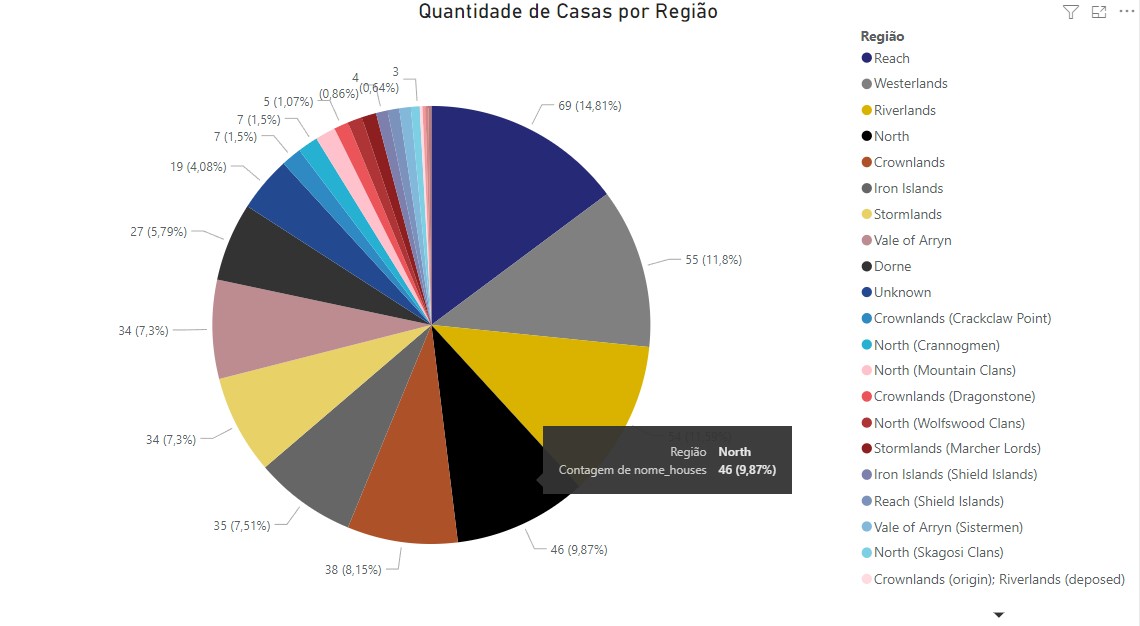 Quantidade de Casas por Região
69 (14,81%)
55 (11,8%)
46 (9,87%)
38 (8,15%)
35 (7,51%)
34 (7,3%)
34 (7,3%)
27 (5,79%)
19 (4,08%)
7 (1,5%)
7 (1,5%)
5 (1,07%)
4
(0,86%)
(0,64%)
3
Região North
Contagem de nome_houses 46 (9,87%)
Região
Reach
Westerlands
Riverlands
North
Crownlands
Iron Islands
Stormlands
Vale of Arryn
Dorne
Unknown
Crownlands (Crackclaw Point)
North (Crannogmen)
North (Mountain Clans)
Crownlands (Dragonstone)
North (Wolfswood Clans)
Stormlands (Marcher Lords)
Iron Islands (Shield Islands)
Reach (Shield Islands)
Vale of Arryn (Sistermen)
North (Skagosi Clans)
Crownlands (origin); Riverlands (deposed)